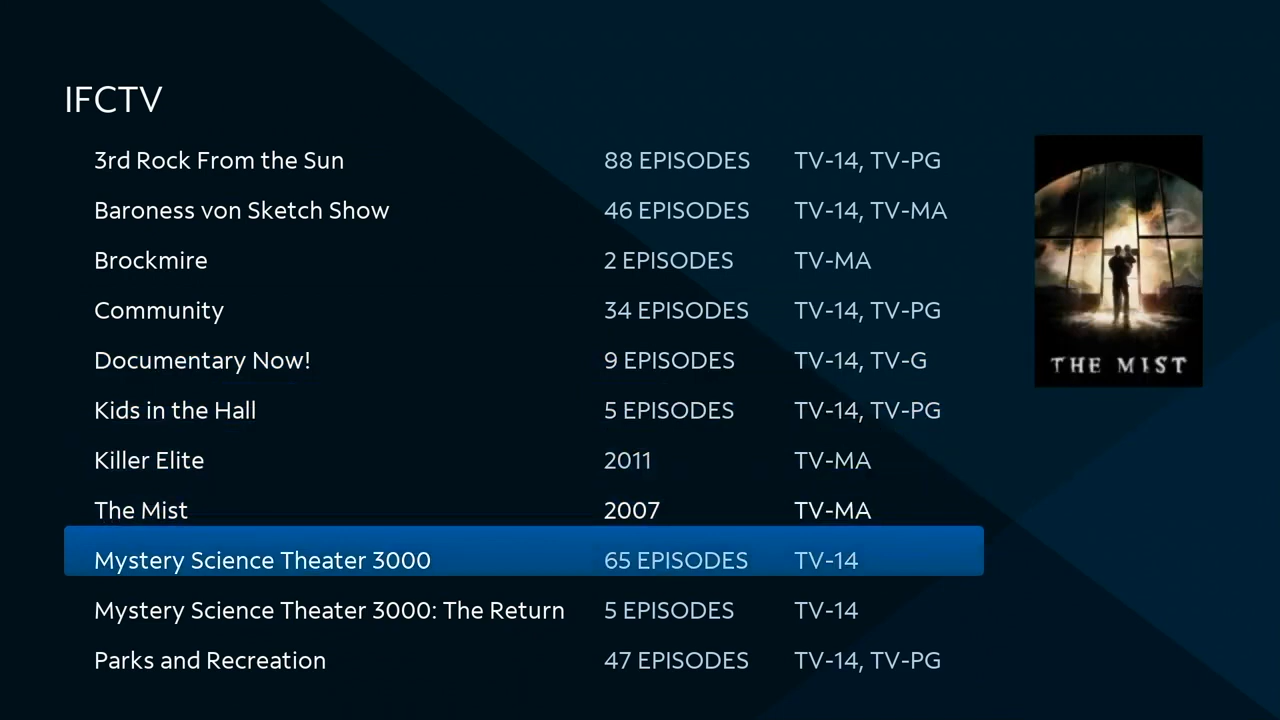 IFCTV
3rd Rock From the Sun 88 EPISODES TV-14, TV-PG
Baroness von Sketch Show 46 EPISODES TV-14, TV-MA
Brockmire 2 EPISODES TV-MA
Community 34 EPISODES TV-14, TV-PG
Documentary Now! 9 EPISODES TV-14, TV-G
Kids in the Hall 5 EPISODES TV-14, TV-PG
Killer Elite 2011 TV-MA
The Mist 2007 TV-MA
Mystery Science Theater 3000 65 EPISODES TV-14
Mystery Science Theater 3000: The Return 5 EPISODES TV-14
Parks and Recreation 47 EPISODES TV-14, TV-PG
THE MIST